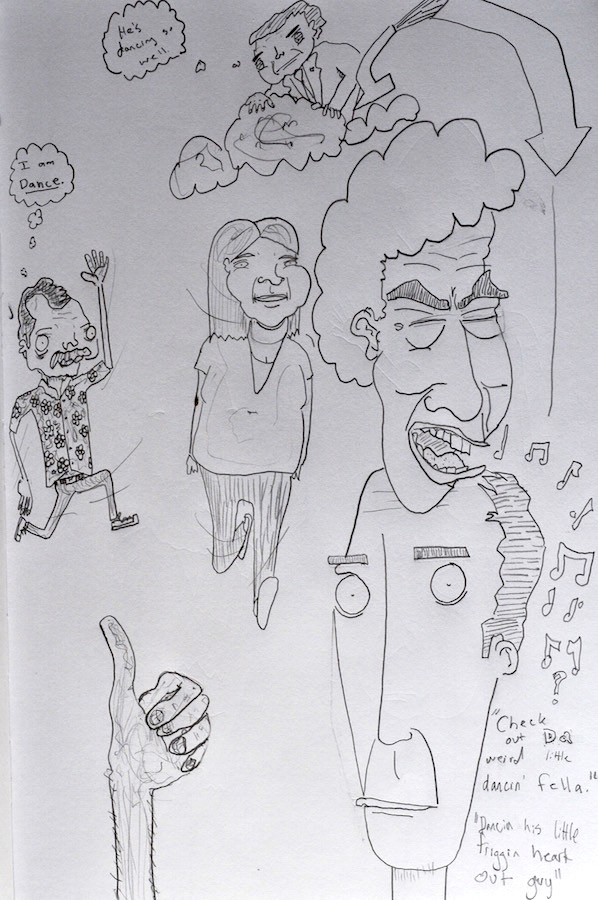 He's
dancing so
well.
I am
Dance.
?
"Check
out Da
weird little
dancin' fella."
"Dancin his little
friggin heart
out guy"